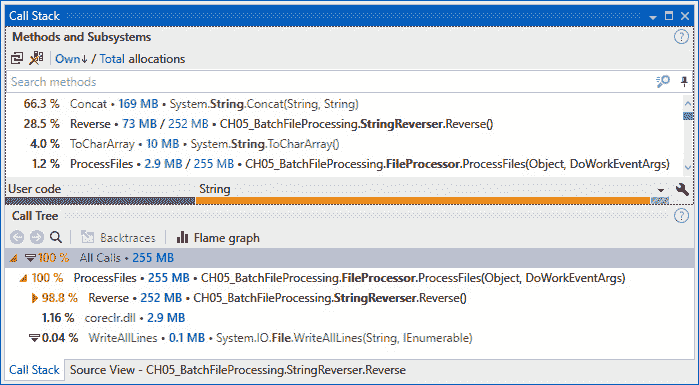 Call Stack
Methods and Subsystems
Own↓ / Total allocations
Search methods
66.3 % Concat • 169 MB • System.String.Concat(String, String)
28.5 % Reverse • 73 MB / 252 MB • CH05_BatchFileProcessing.StringReverser.Reverse()
4.0 % ToCharArray • 10 MB • System.String.ToCharArray()
1.2 % ProcessFiles • 2.9 MB / 255 MB • CH05_BatchFileProcessing.FileProcessor.ProcessFiles(Object, DoWorkEventArgs)
User code String
Call Tree
Backtraces Flame graph
100 % All Calls • 255 MB
100 % ProcessFiles • 255 MB • CH05_BatchFileProcessing.FileProcessor.ProcessFiles(Object, DoWorkEventArgs)
98.8 % Reverse • 252 MB • CH05_BatchFileProcessing.StringReverser.Reverse()
1.16 % coreclr.dll • 2.9 MB
0.04 % WriteAllLines • 0.1 MB • System.IO.File.WriteAllLines(String, IEnumerable)
Call Stack Source View - CH05_BatchFileProcessing.StringReverser.Reverse